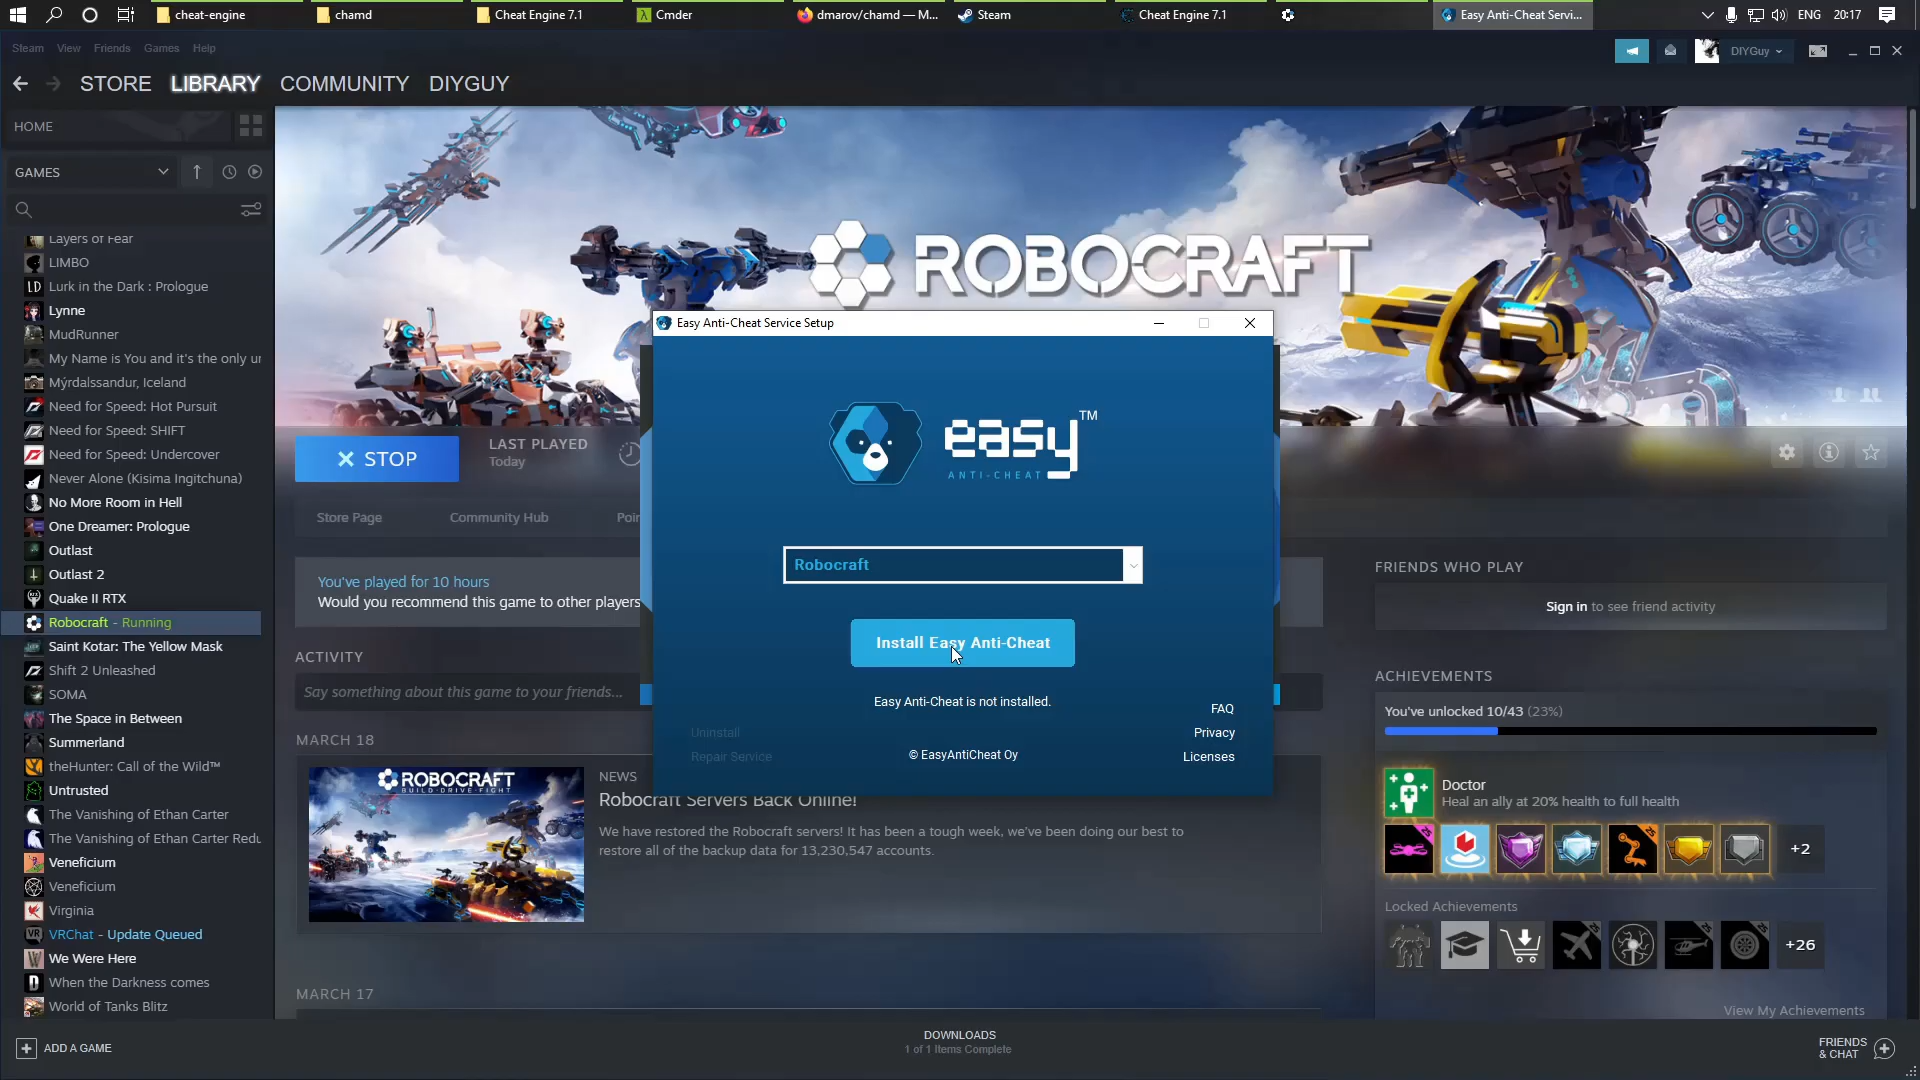 cheat-engine
chamd
Cheat Engine 7.1
Cmder
dmarov/chamd — M...
Steam
Cheat Engine 7.1
Easy Anti-Cheat Servi...
ENG
20:17
Steam View Friends Games Help
DIYGuy
STORE LIBRARY COMMUNITY DIYGUY
HOME
GAMES
Layers of Fear
LIMBO
Lurk in the Dark : Prologue
Lynne
MudRunner
My Name is You and it's the only ur
Mýrdalssandur, Iceland
Need for Speed: Hot Pursuit
Need for Speed: SHIFT
Need for Speed: Undercover
Never Alone (Kisima Ingitchuna)
No More Room in Hell
One Dreamer: Prologue
Outlast
Outlast 2
Quake II RTX
Robocraft - Running
Saint Kotar: The Yellow Mask
Shift 2 Unleashed
SOMA
The Space in Between
Summerland
theHunter: Call of the Wild™
Untrusted
The Vanishing of Ethan Carter
The Vanishing of Ethan Carter Redu
Veneficium
Veneficium
Virginia
VRChat - Update Queued
We Were Here
When the Darkness comes
World of Tanks Blitz
ADD A GAME
ROBOCRAFT
STOP
LAST PLAYED
Today
Store Page
Community Hub
Poin
You've played for 10 hours
Would you recommend this game to other players
ACTIVITY
Say something about this game to your friends...
MARCH 18
ROBOCRAFT
BUILD·DRIVE·FIGHT
NEWS
Robocraft Servers Back Online!
We have restored the Robocraft servers! It has been a tough week, we've been doing our best to
restore all of the backup data for 13,230,547 accounts.
MARCH 17
Easy Anti-Cheat Service Setup
easy™
ANTI-CHEAT
Robocraft
Install Easy Anti-Cheat
Easy Anti-Cheat is not installed.
FAQ
Uninstall
Privacy
Repair Service
© EasyAntiCheat Oy
Licenses
FRIENDS WHO PLAY
Sign in to see friend activity
ACHIEVEMENTS
You've unlocked 10/43 (23%)
Doctor
Heal an ally at 20% health to full health
25
25
+2
Locked Achievements
25
25
25
+26
View My Achievements
DOWNLOADS
1 of 1 Items Complete
FRIENDS
& CHAT